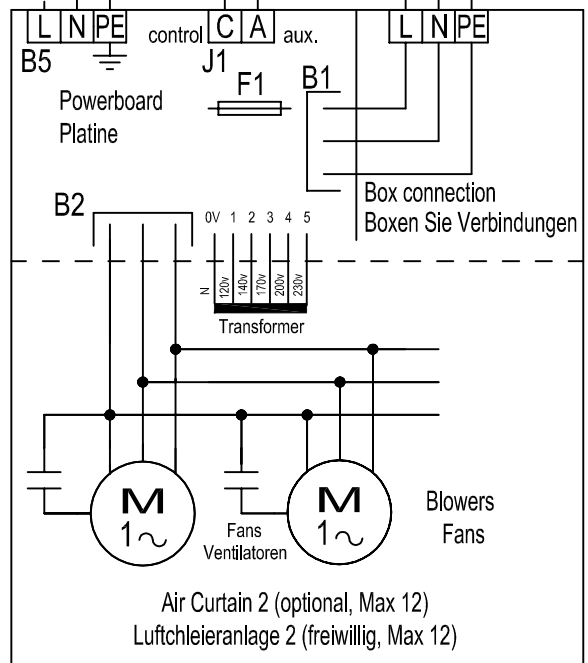 L N PE control C A aux. L N PE
B5 J1
F1 B1
Powerboard
Platine
Box connection
Boxen Sie Verbindungen
B2 0V 1 2 3 4 5
N 120v 140v 170v 200v 230v
Transformer
M 1~ M 1~
Fans
Ventilatoren
Blowers
Fans
Air Curtain 2 (optional, Max 12)
Luftchleieranlage 2 (freiwillig, Max 12)